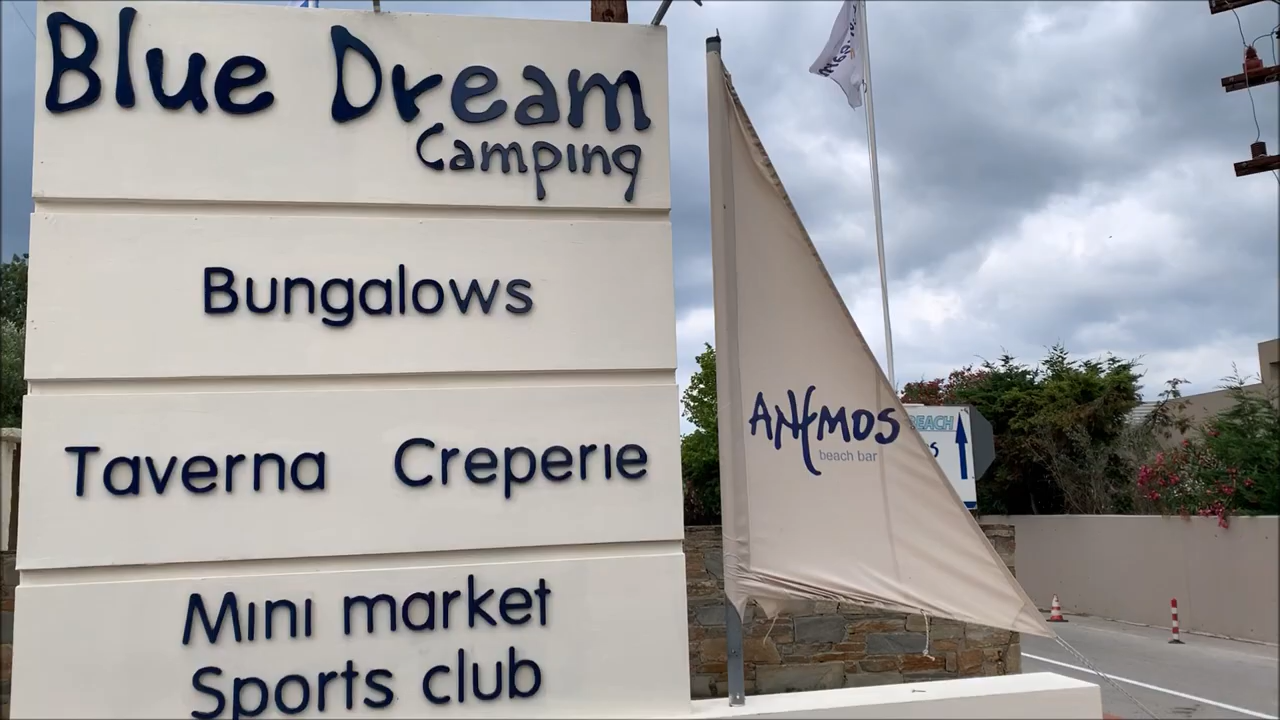 Blue Dream
Camping
Bungalows
Taverna Creperie
Mini market
Sports club
ANEMOS
beach bar
BEACH